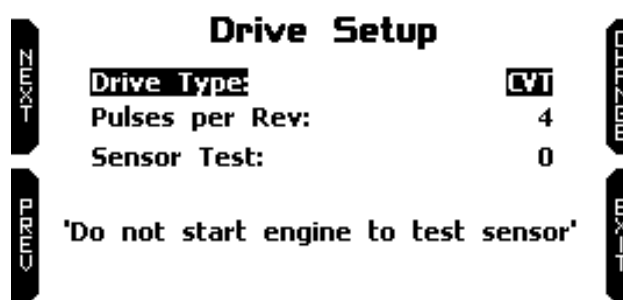 Drive Setup
NEXT
CHANGE
Drive Type: CVT
Pulses per Rev: 4
Sensor Test: 0
PREV
EXIT
'Do not start engine to test sensor'